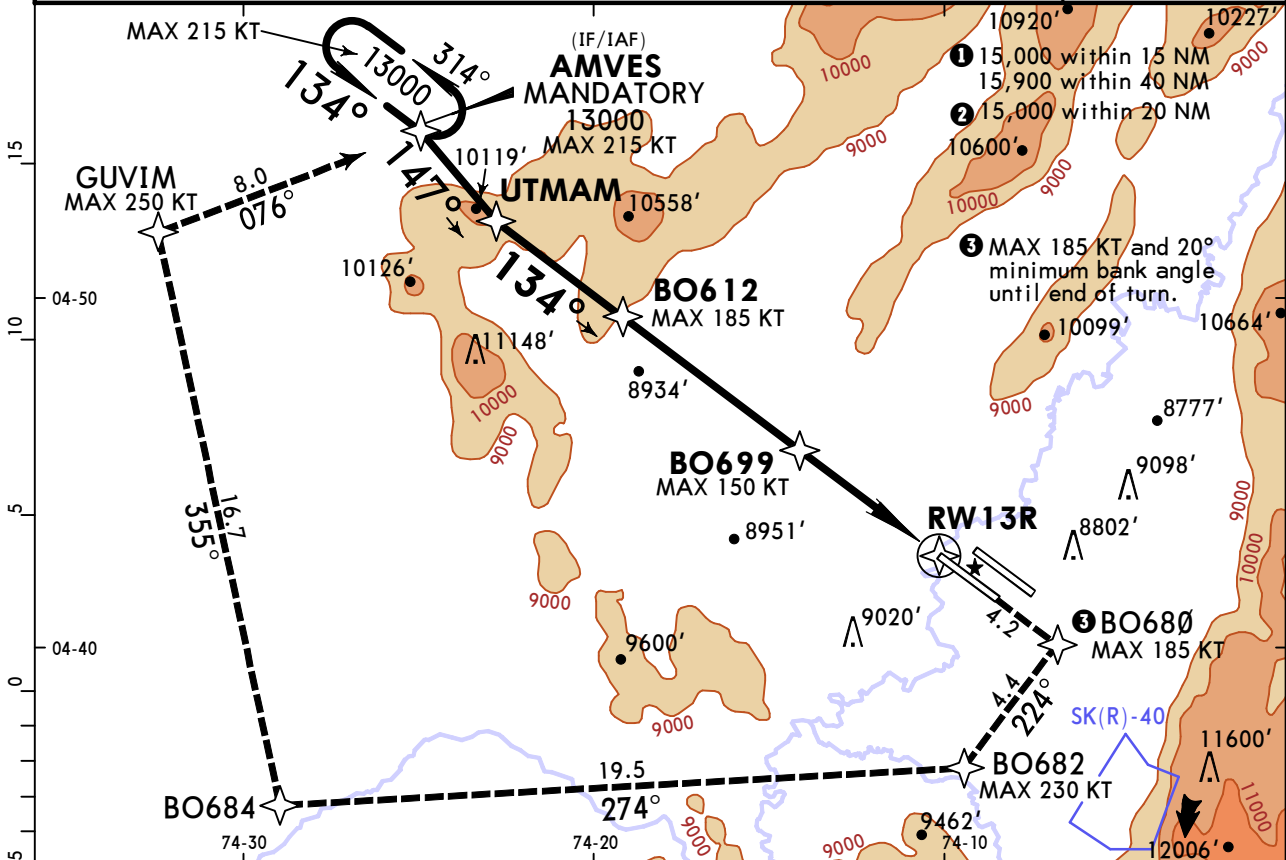 MAX 215 KT
134°
13000
314°
(IF/IAF)
AMVES
MANDATORY
13000
MAX 215 KT
10920′
10227′
9000
10000
❶ 15,000 within 15 NM
15,900 within 40 NM
❷ 15,000 within 20 NM
10600′
9000
9000
10000
15
GUVIM
MAX 250 KT
8.0
076°
147°
10119′
UTMAM
10558′
10126′
134°
BO612
MAX 185 KT
❸ MAX 185 KT and 20°
minimum bank angle
until end of turn.
10099′
10664′
04-50
10
11148′
10000
9000
8934′
9000
8777′
BO699
MAX 150 KT
9098′
9000
5
16.7
355°
8951′
RW13R
8802′
10000
9000
4.2
9020′
❸ BO68Ø
MAX 185 KT
04-40
9600′
0
9000
4.4
224°
SK(R)-40
11600′
19.5
274°
BO682
MAX 230 KT
BO684
11000
9000
9462′
9000
12006′
74-30
74-20
74-10
5